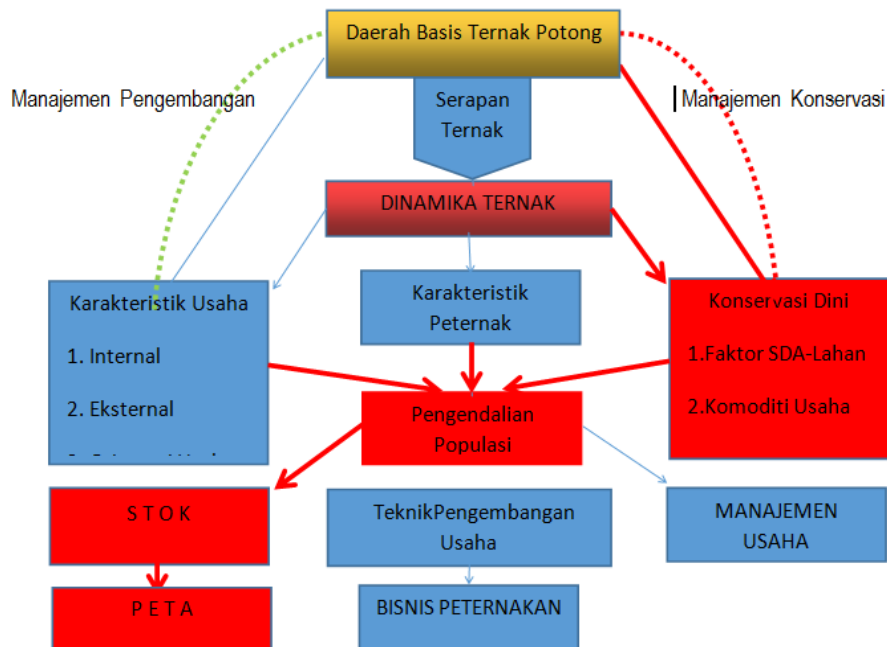 Daerah Basis Ternak Potong
Manajemen Pengembangan
Manajemen Konservasi
Serapan
Ternak
DINAMIKA TERNAK
Karakteristik Usaha
1. Internal
2. Eksternal
Karakteristik
Peternak
Konservasi Dini
1.Faktor SDA-Lahan
2.Komoditi Usaha
Pengendalian
Populasi
S T O K
TeknikPengembangan
Usaha
MANAJEMEN
USAHA
P E T A
BISNIS PETERNAKAN